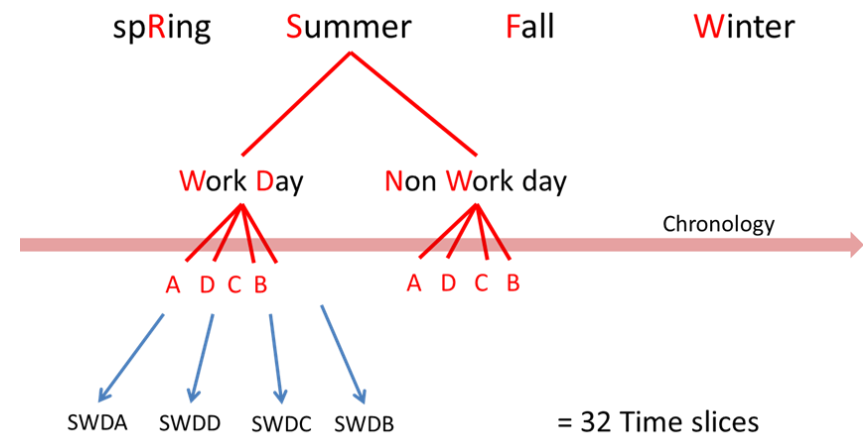 spRing Summer Fall Winter
Work Day Non Work day
Chronology
A D C B A D C B
SWDA SWDD SWDC SWDB = 32 Time slices